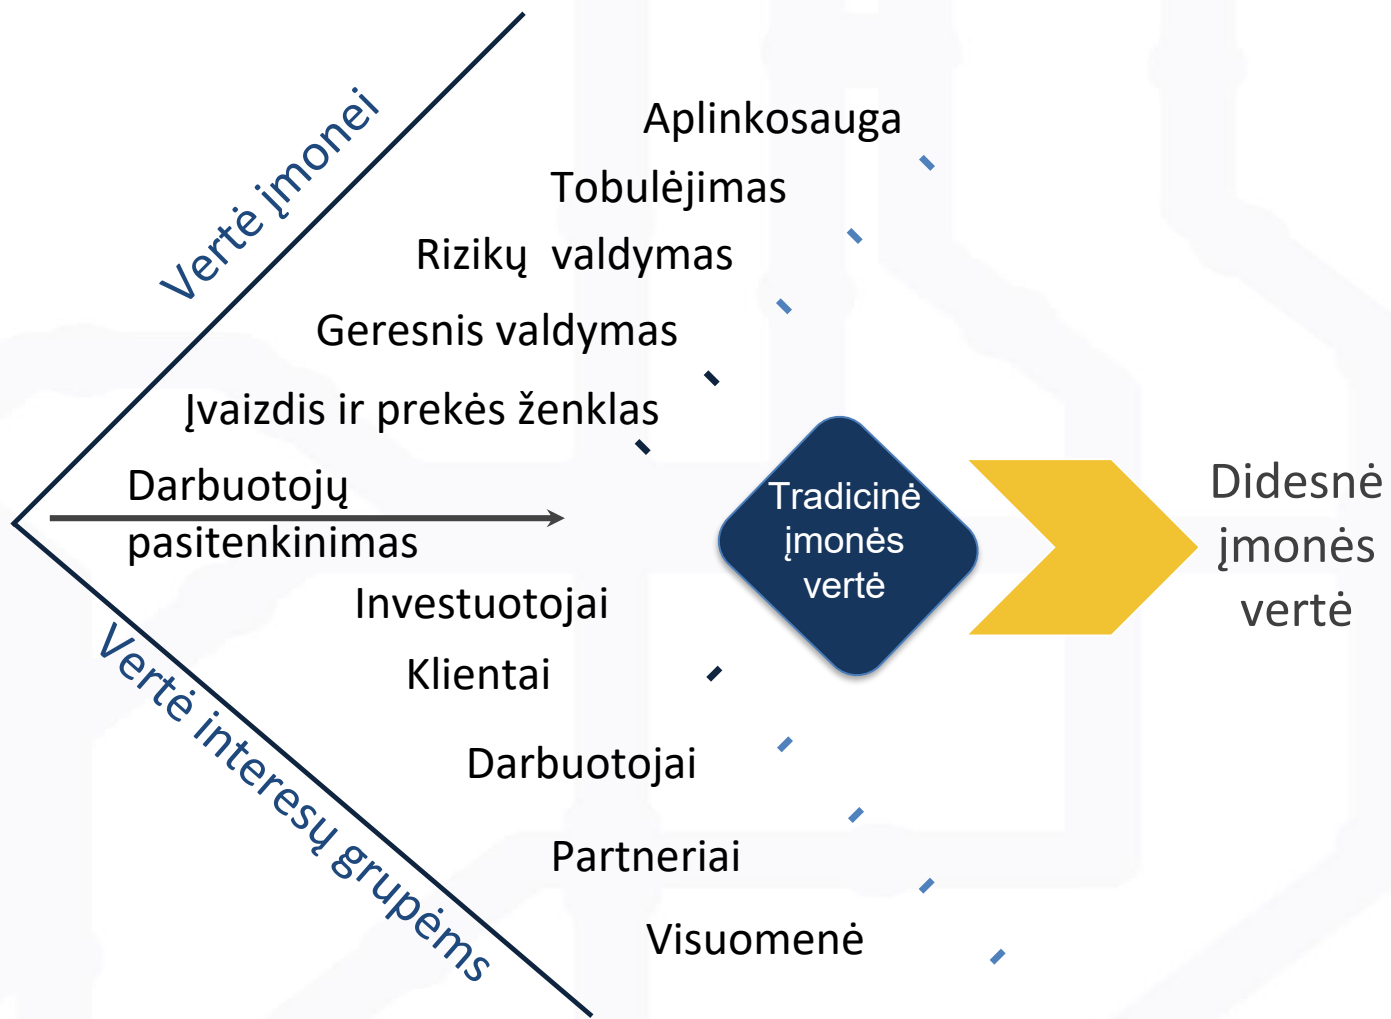 Vertė įmonei
Aplinkosauga
Tobulėjimas
Rizikų valdymas
Geresnis valdymas
Įvaizdis ir prekės ženklas
Darbuotojų
pasitenkinimas
Investuotojai
Klientai
Darbuotojai
Partneriai
Visuomenė
Vertė interesų grupėms
Tradicinė
įmonės
vertė
Didesnė
įmonės
vertė